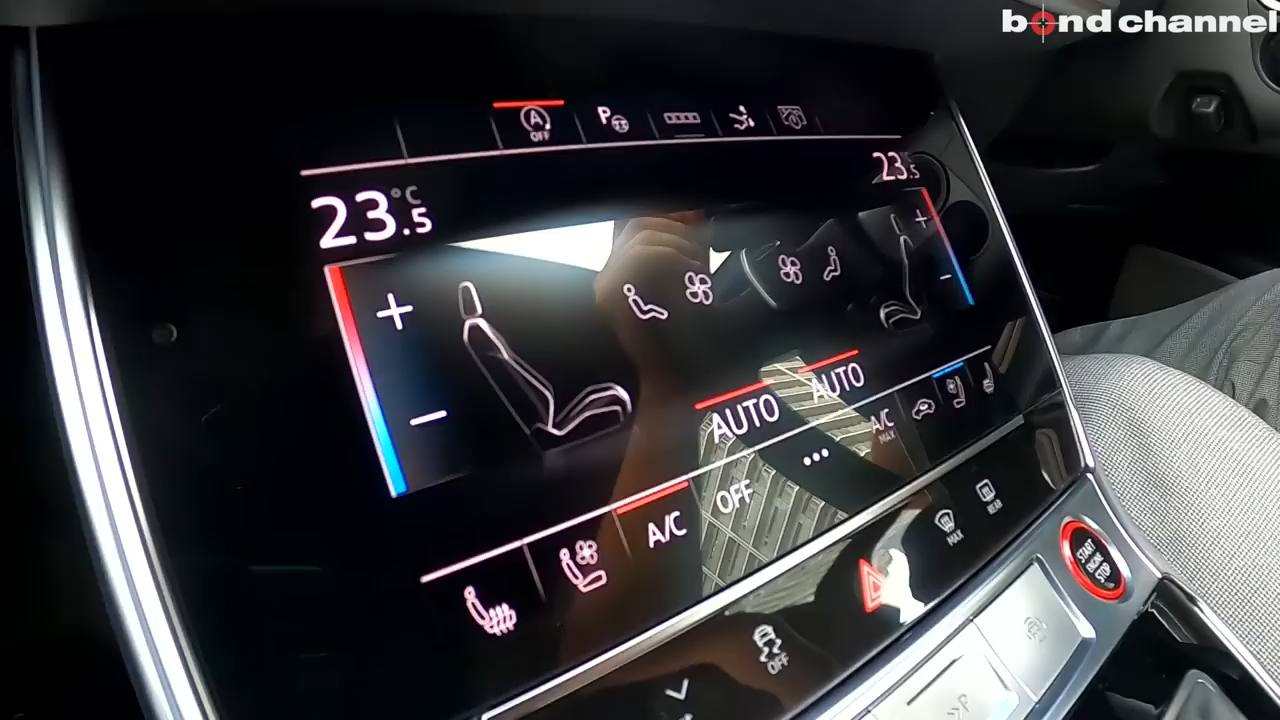 bond channel
A
OFF
P
23.5
°C
23.5
°C
+
+
−
−
AUTO
AUTO
A/C
MAX
A/C
OFF
•••
MAX
REAR
START
ENGINE
STOP
OFF
P